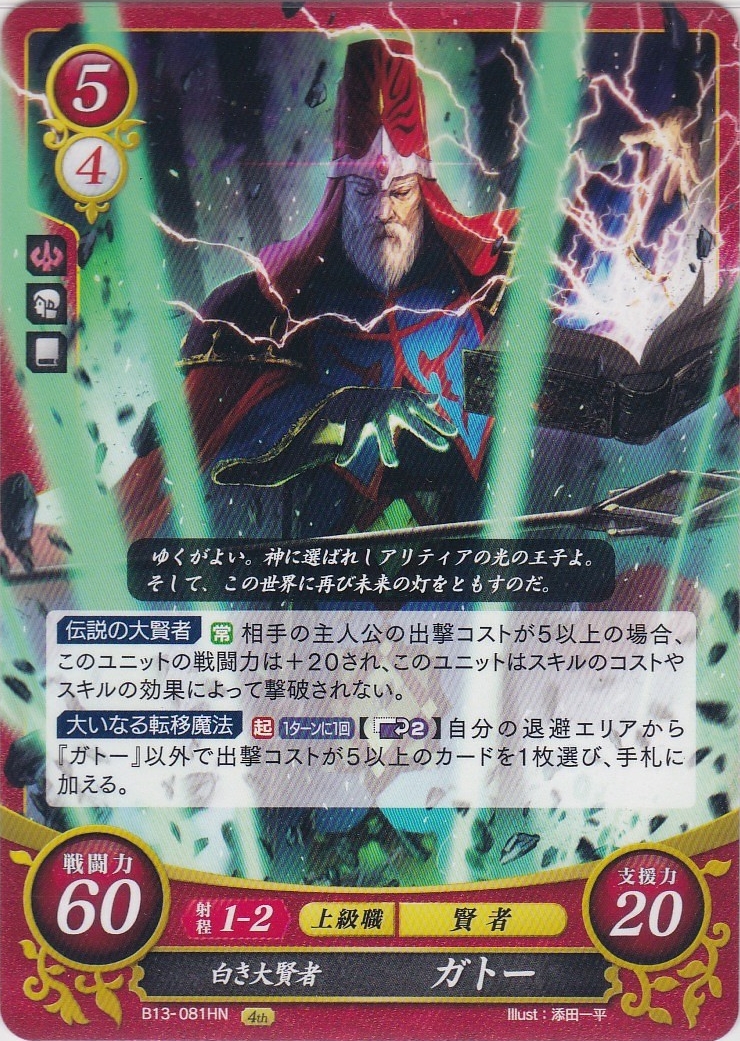 5
4
ゆくがよい。神に選ばれしアリティアの光の王子よ。
そして、この世界に再び未来の灯をともすのだ。
伝説の大賢者 常 相手の主人公の出撃コストが5以上の場合、
このユニットの戦闘力は＋20され、このユニットはスキルのコストや
スキルの効果によって撃破されない。
大いなる転移魔法 起 1ターンに1回【2】自分の退避エリアから
『ガトー』以外で出撃コストが5以上のカードを1枚選び、手札に
加える。
戦闘力
60
射程 1-2 上級職 賢者
支援力
20
白き大賢者 ガトー
B13-081HN 4th Illust：添田一平